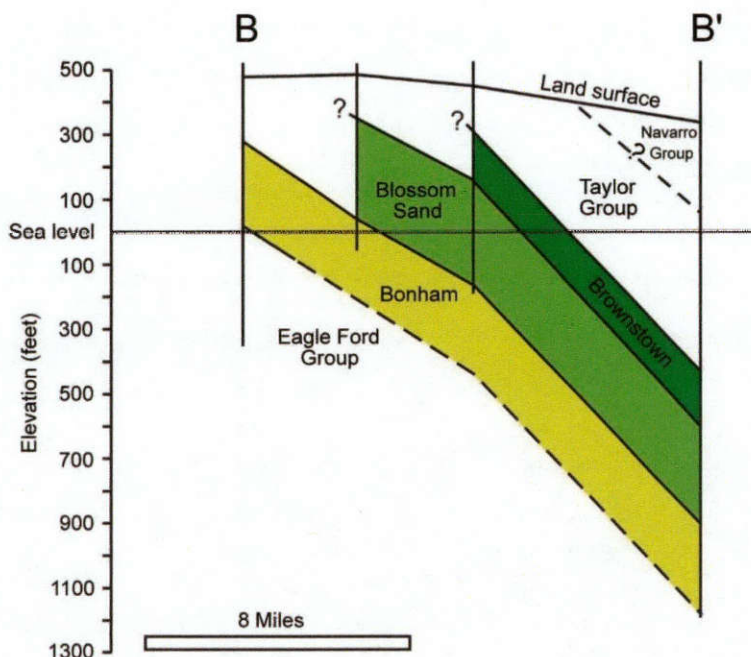 B
B'
500
300
100
Sea level
100
300
500
700
900
1100
1300
Elevation (feet)
Land surface
?
?
Navarro
? Group
Taylor
Group
Blossom
Sand
Brownstown
Bonham
Eagle Ford
Group
8 Miles